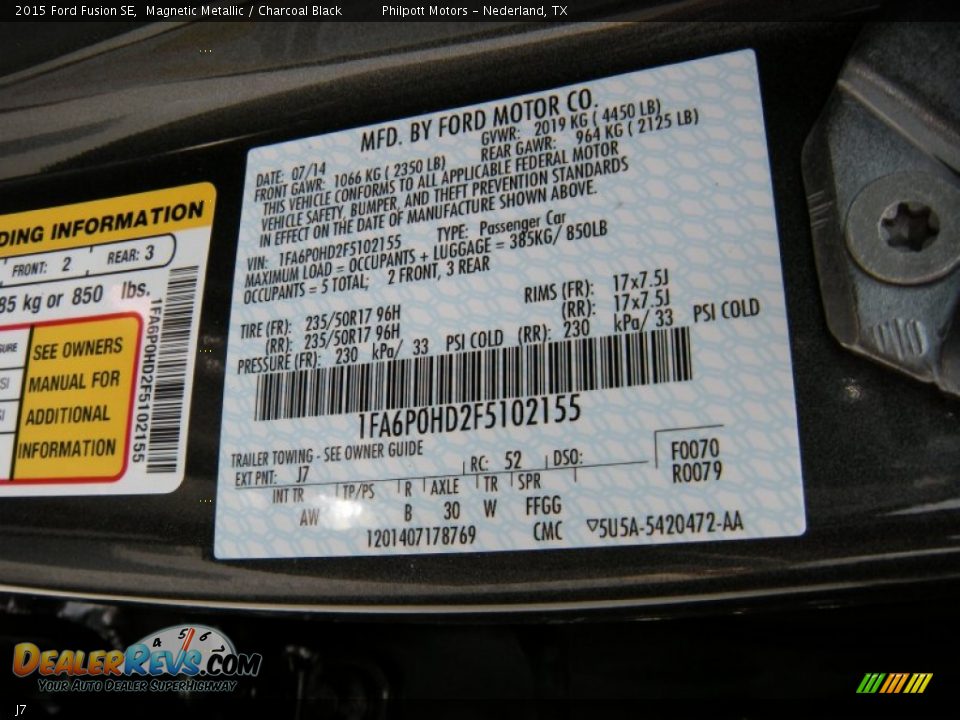 2015 Ford Fusion SE, Magnetic Metallic / Charcoal Black Philpott Motors - Nederland, TX
MFD. BY FORD MOTOR CO.
DATE: 07/14 GVWR: 2019 KG ( 4450 LB)
FRONT GAWR: 1066 KG ( 2350 LB) REAR GAWR: 964 KG ( 2125 LB)
THIS VEHICLE CONFORMS TO ALL APPLICABLE FEDERAL MOTOR
VEHICLE SAFETY, BUMPER, AND THEFT PREVENTION STANDARDS
IN EFFECT ON THE DATE OF MANUFACTURE SHOWN ABOVE.
VIN: 1FA6P0HD2F5102155 TYPE: Passenger Car
MAXIMUM LOAD = OCCUPANTS + LUGGAGE = 385KG/ 850LB
OCCUPANTS = 5 TOTAL; 2 FRONT, 3 REAR
TIRE (FR): 235/50R17 96H RIMS (FR): 17x7.5J
(RR): 235/50R17 96H (RR): 17x7.5J
PRESSURE (FR): 230 kPa/ 33 PSI COLD (RR): 230 kPa/ 33 PSI COLD
1FA6P0HD2F5102155
TRAILER TOWING - SEE OWNER GUIDE
EXT PNT: J7 RC: 52 DSO: F0070
R0079
INT TR TP/PS R AXLE TR SPR
AW B 30 W FFGG
1201407178769 CMC ▽5U5A-5420472-AA
DING INFORMATION
FRONT: 2 REAR: 3
85 kg or 850 lbs.
SURE
SI
SI
SEE OWNERS
MANUAL FOR
ADDITIONAL
INFORMATION
1FA6P0HD2F5102155
4 5 6
DEALERREVS.COM
Your Auto Dealer SuperHighway
J7